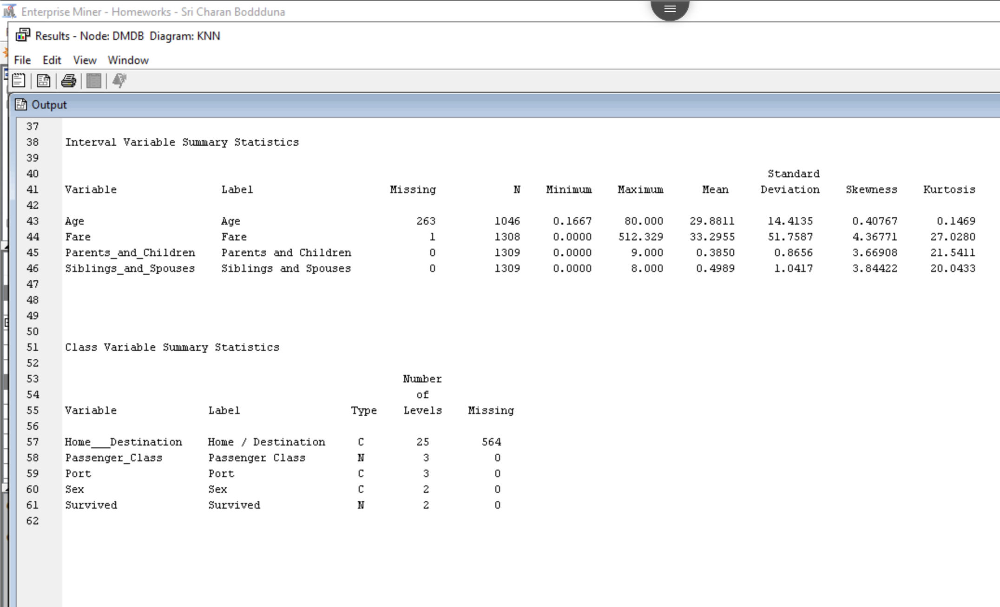 Enterprise Miner - Homeworks - Sri Charan Boddduna
Results - Node: DMDB Diagram: KNN
File Edit View Window
Output
37
38 Interval Variable Summary Statistics
39
40 Standard
41 Variable Label Missing N Minimum Maximum Mean Deviation Skewness Kurtosis
42
43 Age Age 263 1046 0.1667 80.000 29.8811 14.4135 0.40767 0.1469
44 Fare Fare 1 1308 0.0000 512.329 33.2955 51.7587 4.36771 27.0280
45 Parents_and_Children Parents and Children 0 1309 0.0000 9.000 0.3850 0.8656 3.66908 21.5411
46 Siblings_and_Spouses Siblings and Spouses 0 1309 0.0000 8.000 0.4989 1.0417 3.84422 20.0433
47
48
49
50
51 Class Variable Summary Statistics
52
53 Number
54 of
55 Variable Label Type Levels Missing
56
57 Home___Destination Home / Destination C 25 564
58 Passenger_Class Passenger Class N 3 0
59 Port Port C 3 0
60 Sex Sex C 2 0
61 Survived Survived N 2 0
62